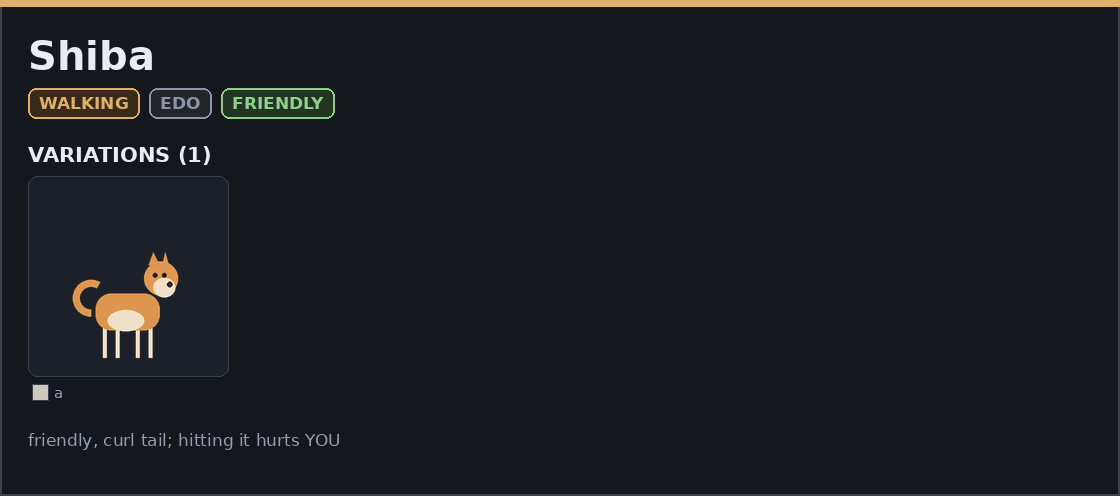 Shiba
WALKING EDO FRIENDLY
VARIATIONS (1)
a
friendly, curl tail; hitting it hurts YOU